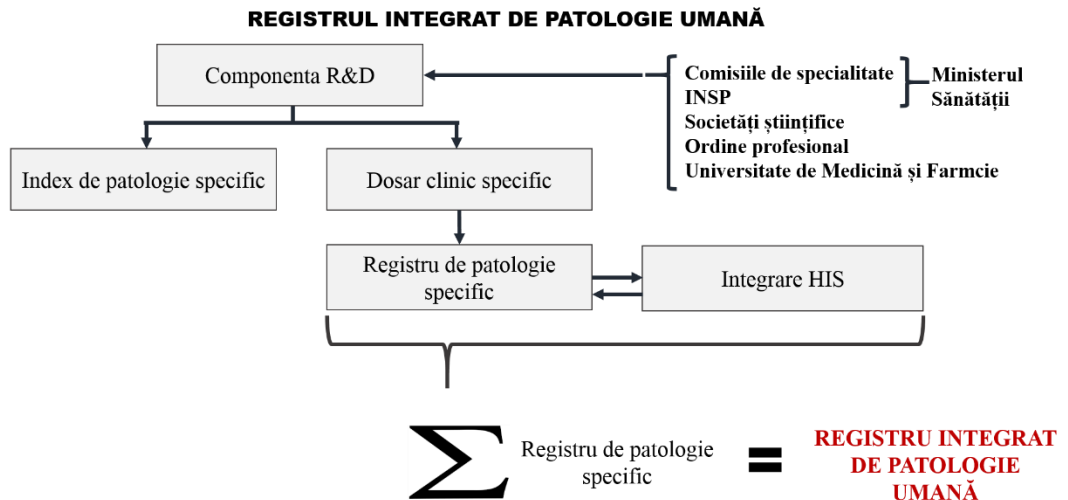 REGISTRUL INTEGRAT DE PATOLOGIE UMANĂ
Componenta R&D
Comisiile de specialitate
INSP
Societăți științifice
Ordine profesional
Universitate de Medicină și Farmcie
Ministerul
Sănătății
Index de patologie specific
Dosar clinic specific
Registru de patologie
specific
Integrare HIS
∑
Registru de patologie
specific
=
REGISTRU INTEGRAT
DE PATOLOGIE
UMANĂ